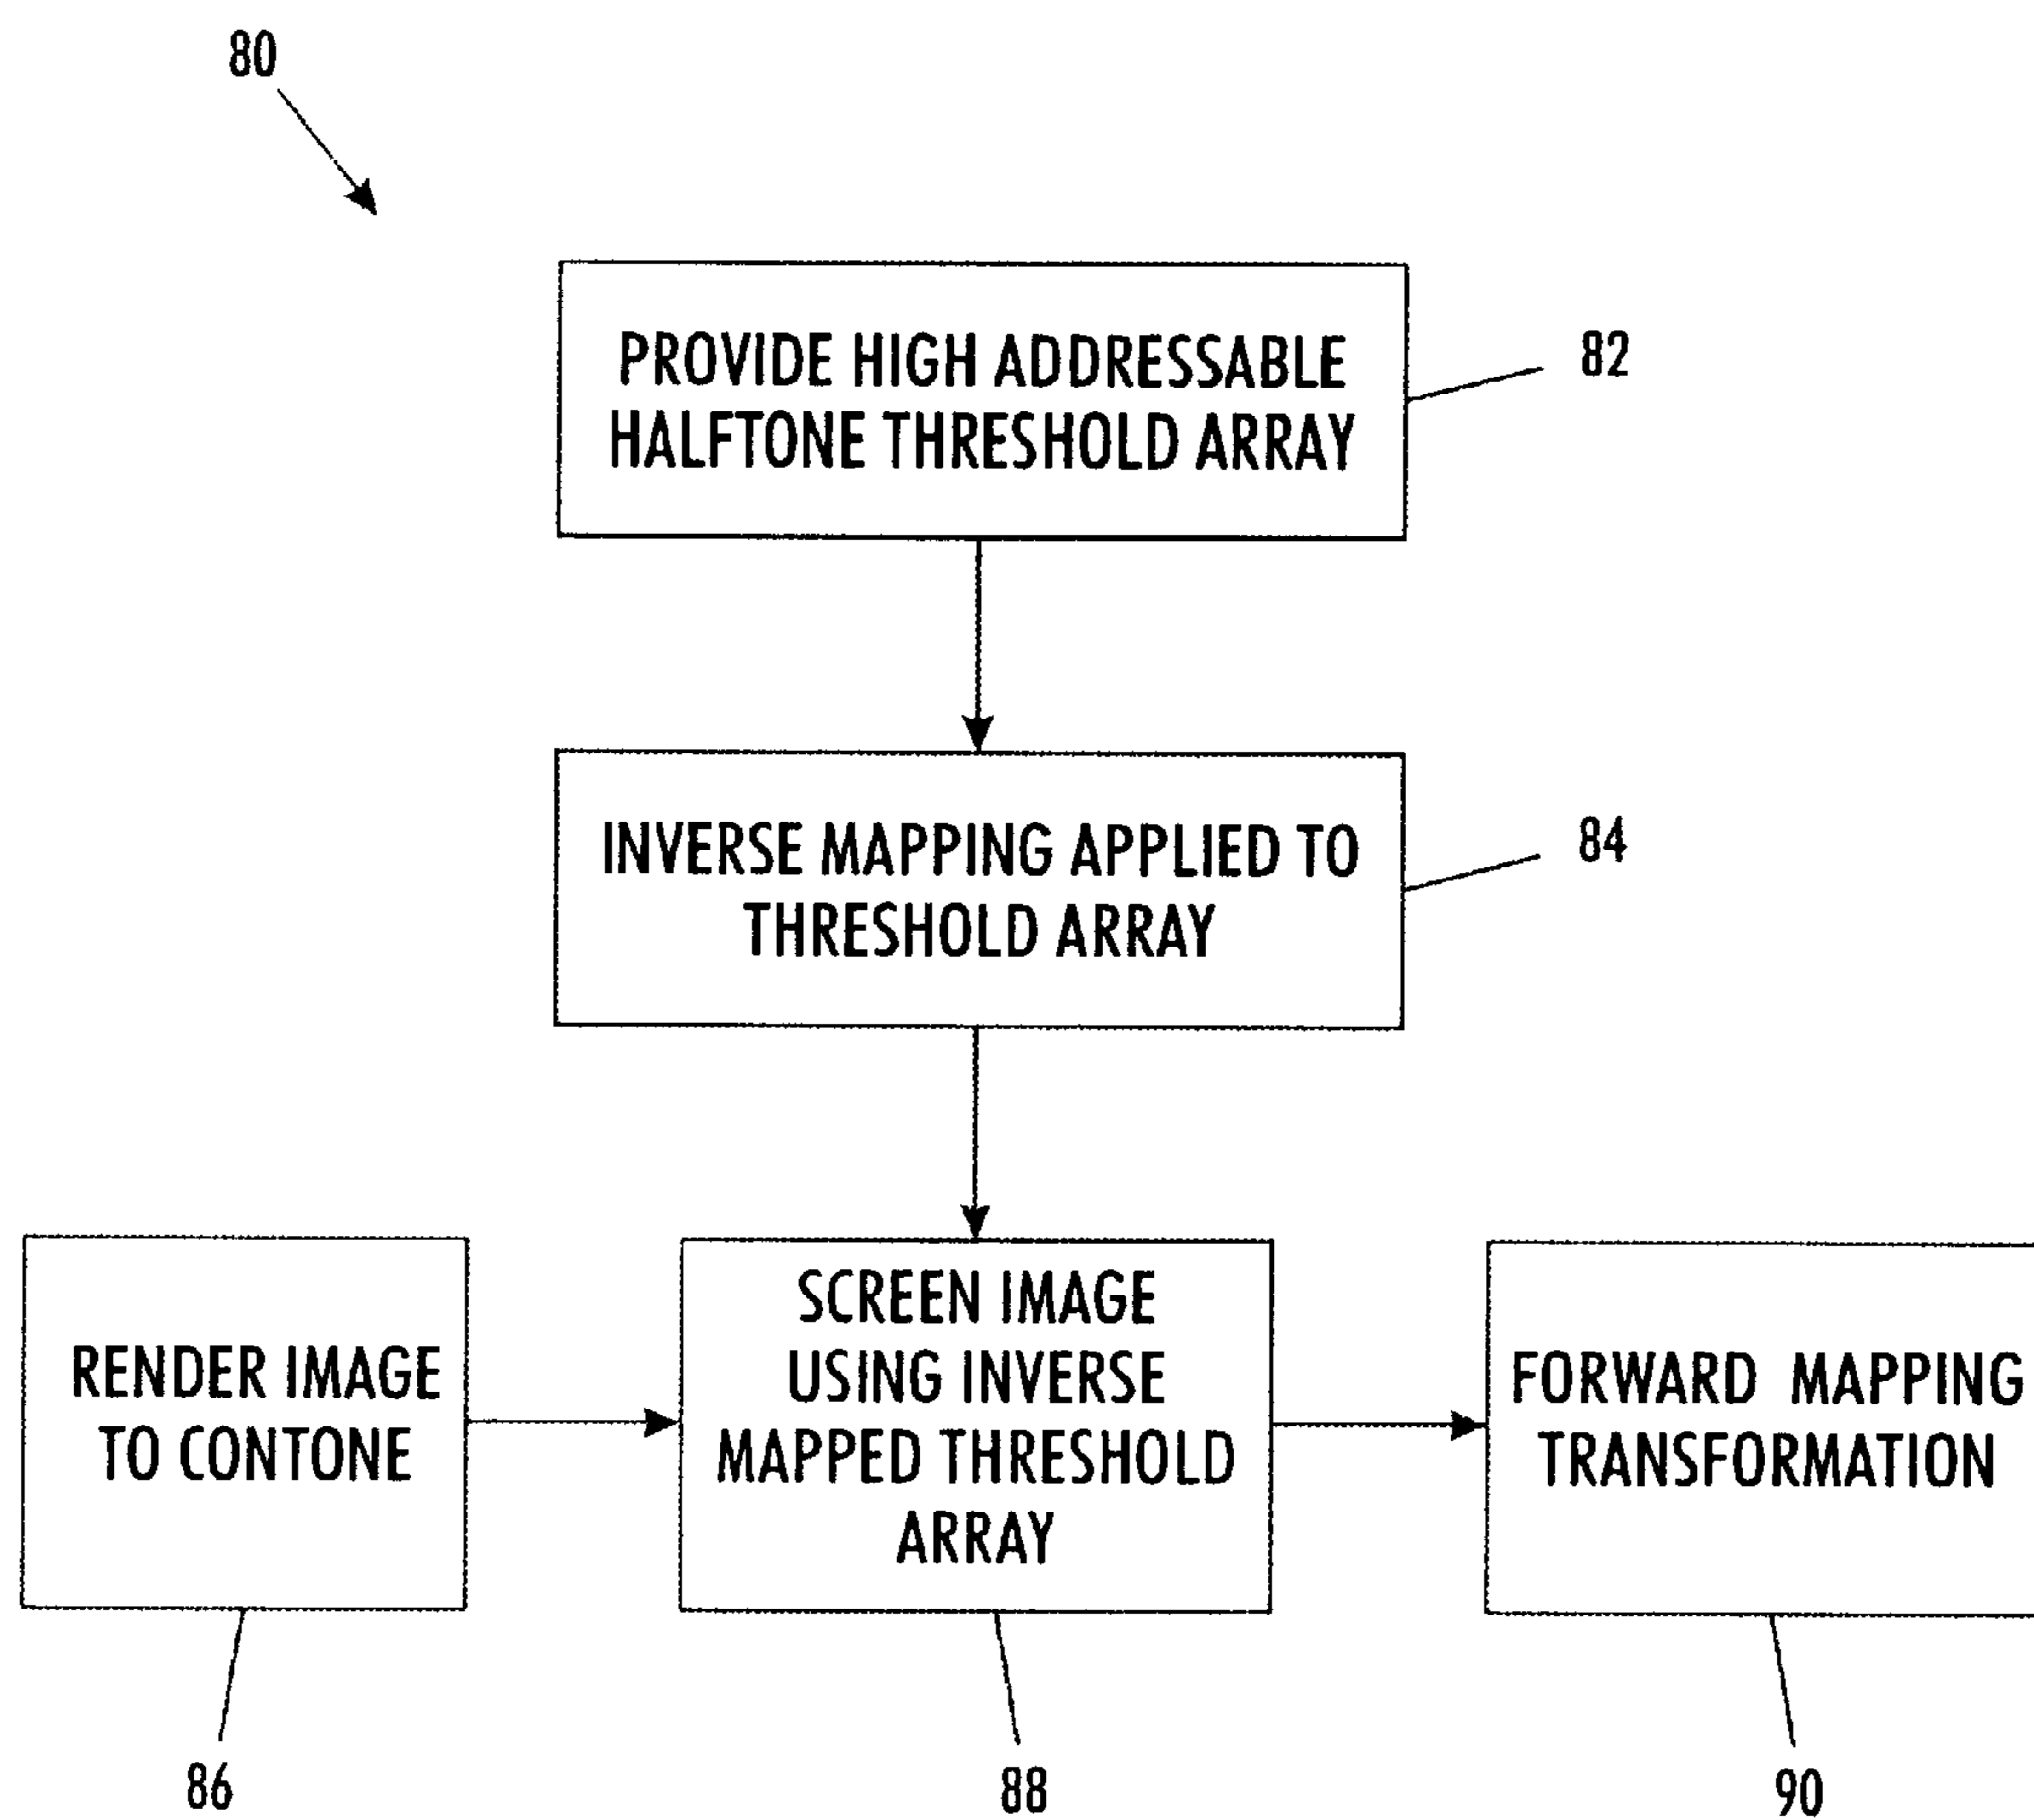 80
PROVIDE HIGH ADDRESSABLE
HALFTONE THRESHOLD ARRAY
82
INVERSE MAPPING APPLIED TO
THRESHOLD ARRAY
84
RENDER IMAGE
TO CONTONE
SCREEN IMAGE
USING INVERSE
MAPPED THRESHOLD
ARRAY
FORWARD MAPPING
TRANSFORMATION
86
88
90